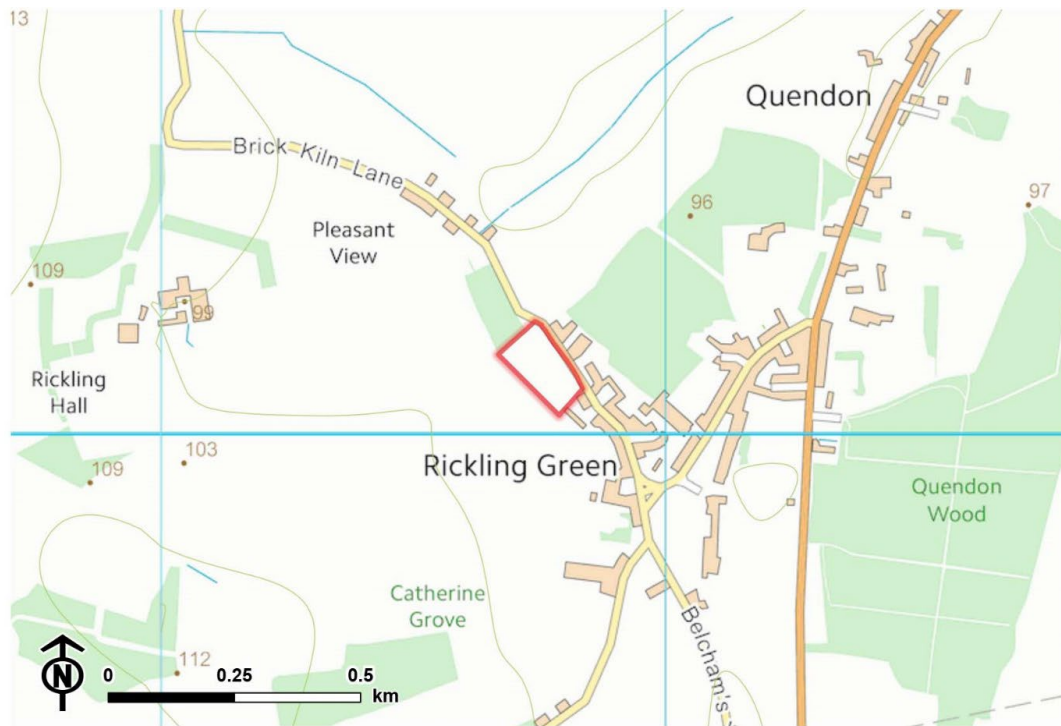 13
Quendon
Brick Kiln Lane
96
97
Pleasant
View
109
99
Rickling
Hall
103
109
Rickling Green
Quendon
Wood
Catherine
Grove
Belcham's
112
N
0 0.25 0.5
km